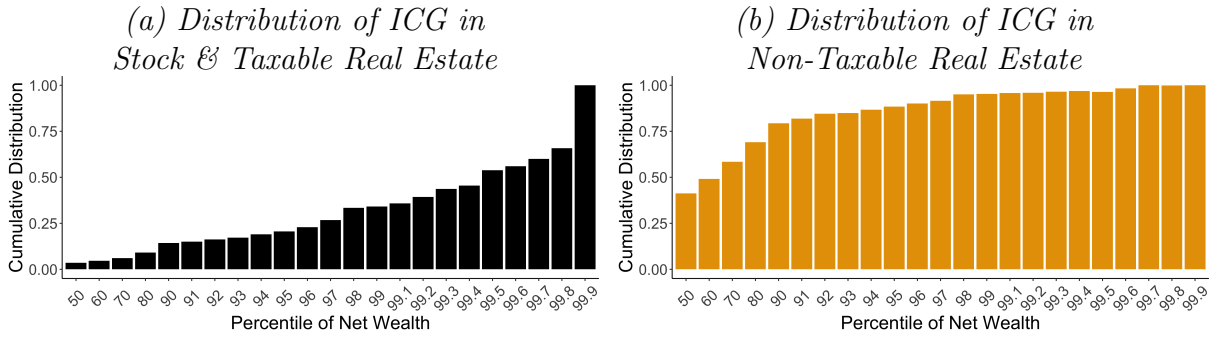 (a) Distribution of ICG in
Stock & Taxable Real Estate
Cumulative Distribution
1.00
0.75
0.50
0.25
0.00
50 60 70 80 90 91 92 93 94 95 96 97 98 99 99.1 99.2 99.3 99.4 99.5 99.6 99.7 99.8 99.9
Percentile of Net Wealth
(b) Distribution of ICG in
Non-Taxable Real Estate
Cumulative Distribution
1.00
0.75
0.50
0.25
0.00
50 60 70 80 90 91 92 93 94 95 96 97 98 99 99.1 99.2 99.3 99.4 99.5 99.6 99.7 99.8 99.9
Percentile of Net Wealth